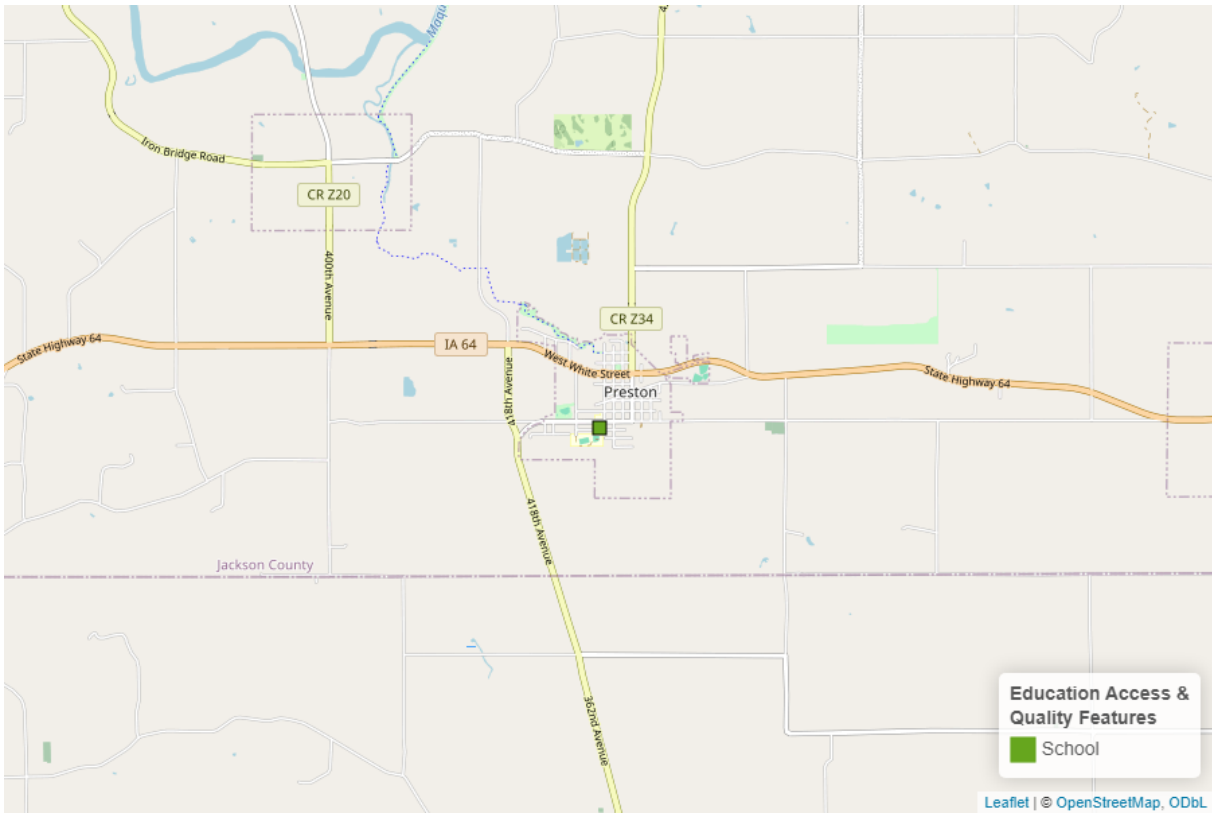 Maqu
Iron Bridge Road
CR Z20
400th Avenue
CR Z34
State Highway 64
IA 64
West White Street
State Highway 64
Preston
418th Avenue
418th Avenue
Jackson County
362nd Avenue
Education Access &
Quality Features
School
Leaflet | © OpenStreetMap, ODbL